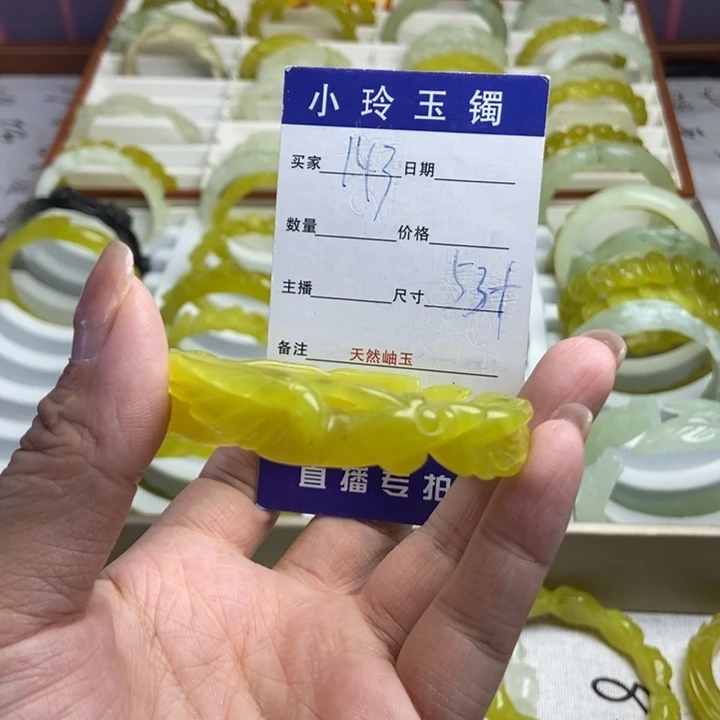 小玲玉镯
买家 143 日期
数量 价格
主播 尺寸 53
备注 天然岫玉
直播专拍